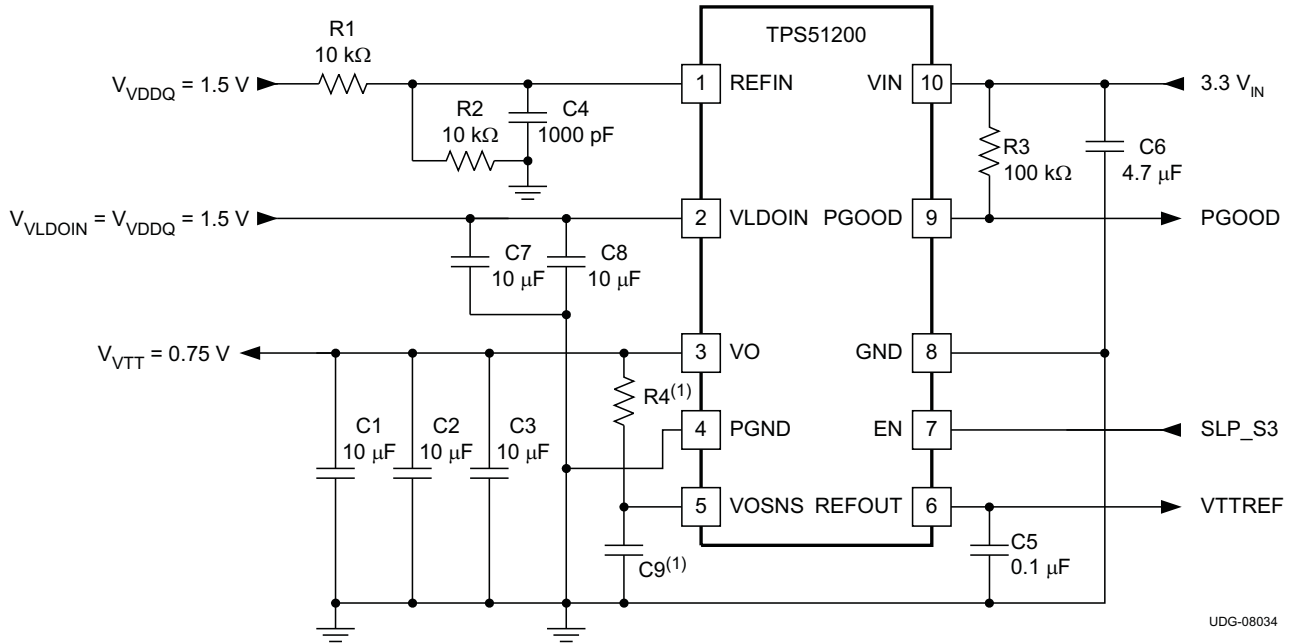 TPS51200
R1
10 kΩ
V_VDDQ = 1.5 V
1 REFIN
VIN 10
3.3 V_IN
R2
10 kΩ
C4
1000 pF
R3
100 kΩ
C6
4.7 μF
V_VLDOIN = V_VDDQ = 1.5 V
2 VLDOIN
PGOOD 9
PGOOD
C7
10 μF
C8
10 μF
V_VTT = 0.75 V
3 VO
GND 8
R4(1)
C1
10 μF
C2
10 μF
C3
10 μF
4 PGND
EN 7
SLP_S3
5 VOSNS
REFOUT 6
VTTREF
C9(1)
C5
0.1 μF
UDG-08034